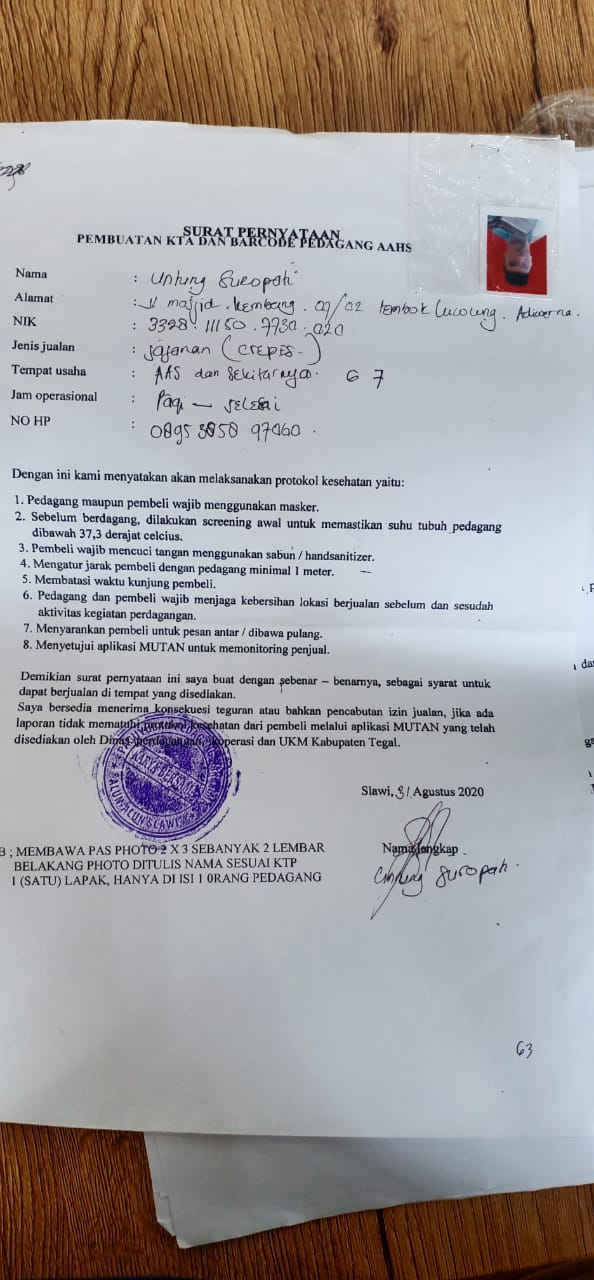 SURAT PERNYATAAN
PEMBUATAN KTA DAN BARCODE PEDAGANG AAHS
Nama : Untung Suropati
Alamat : Jl. masjid. kembang. 07/02 tembok Luwung. Adiwerna.
NIK : 3328. 11150. 7730. 020
Jenis jualan : jajanan (crepes.)
Tempat usaha : AAS dan Sekitarnya. 67
Jam operasional : Pagi — selesai
NO HP : 0895 3858 97060.
Dengan ini kami menyatakan akan melaksanakan protokol kesehatan yaitu:
1. Pedagang maupun pembeli wajib menggunakan masker.
2. Sebelum berdagang, dilakukan screening awal untuk memastikan suhu tubuh pedagang
dibawah 37,3 derajat celcius.
3. Pembeli wajib mencuci tangan menggunakan sabun / handsanitizer.
4. Mengatur jarak pembeli dengan pedagang minimal 1 meter.
5. Membatasi waktu kunjung pembeli.
6. Pedagang dan pembeli wajib menjaga kebersihan lokasi berjualan sebelum dan sesudah
aktivitas kegiatan perdagangan.
7. Menyarankan pembeli untuk pesan antar / dibawa pulang.
8. Menyetujui aplikasi MUTAN untuk memonitoring penjual.
Demikian surat pernyataan ini saya buat dengan sebenar – benarnya, sebagai syarat untuk
dapat berjualan di tempat yang disediakan.
Saya bersedia menerima konsekuesi teguran atau bahkan pencabutan izin jualan, jika ada
laporan tidak mematuhi protokol kesehatan dari pembeli melalui aplikasi MUTAN yang telah
disediakan oleh Dinas perdagangan, koperasi dan UKM Kabupaten Tegal.
Slawi, 31 Agustus 2020
B ; MEMBAWA PAS PHOTO 2 X 3 SEBANYAK 2 LEMBAR
BELAKANG PHOTO DITULIS NAMA SESUAI KTP
1 (SATU) LAPAK, HANYA DI ISI 1 0RANG PEDAGANG
Nama lengkap
Untung Suropati.
63